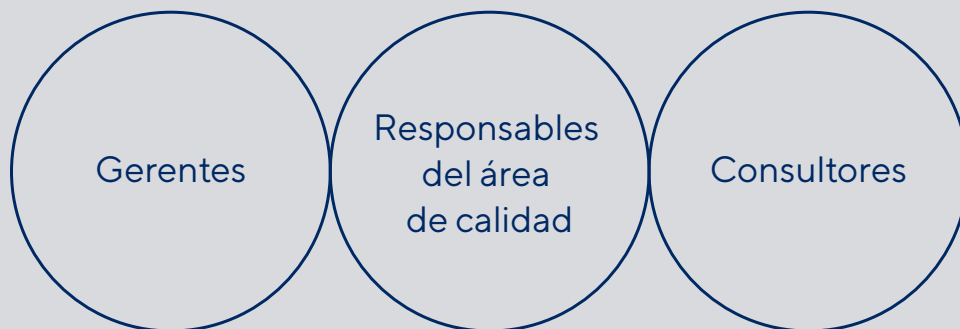 Gerentes
Responsables
del área
de calidad
Consultores